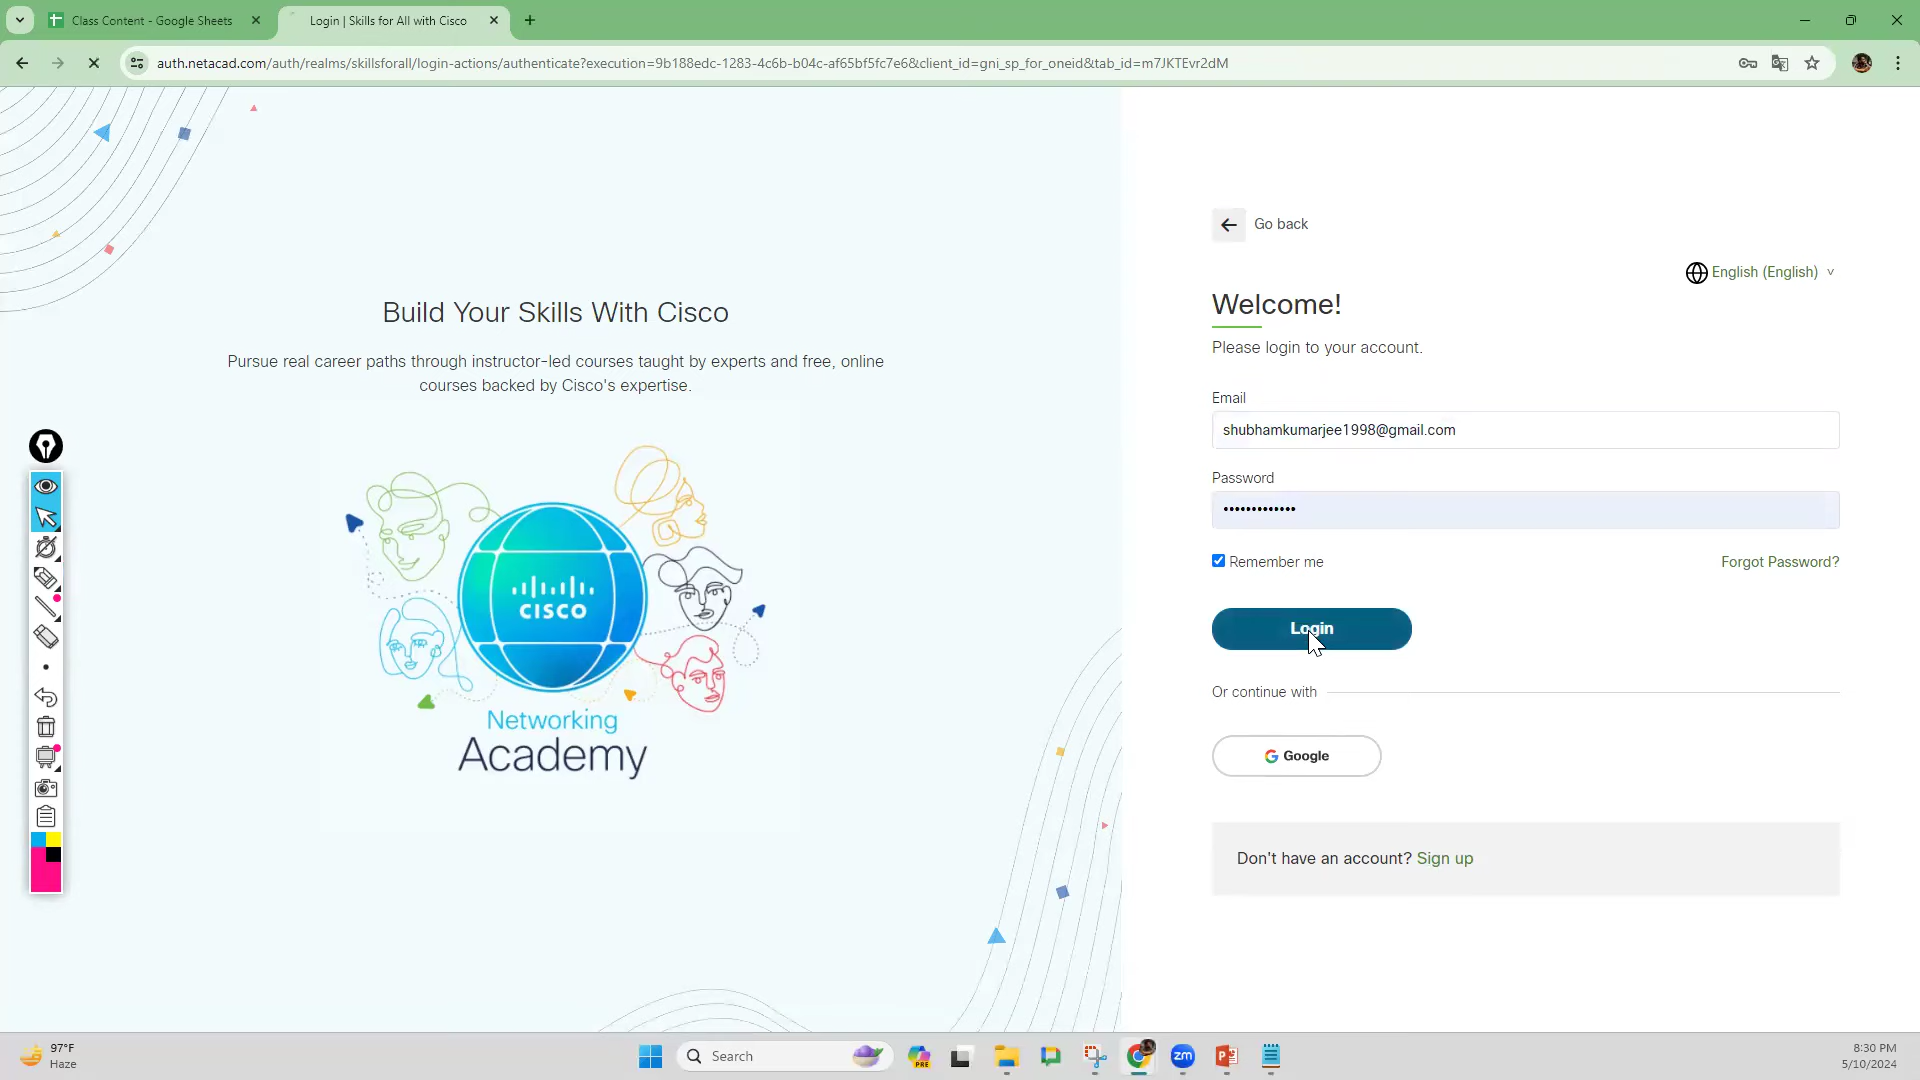 Class Content - Google Sheets
Login | Skills for All with Cisco
auth.netacad.com/auth/realms/skillsforall/login-actions/authenticate?execution=9b188edc-1283-4c6b-b04c-af65bf5fc7e6&client_id=gni_sp_for_oneid&tab_id=m7JKTEvr2dM
Go back
English (English)
Build Your Skills With Cisco
Pursue real career paths through instructor-led courses taught by experts and free, online
courses backed by Cisco's expertise.
CISCO
Networking
Academy
Welcome!
Please login to your account.
Email
shubhamkumarjee1998@gmail.com
Password
•••••••••••••
Remember me
Forgot Password?
Login
Or continue with
Google
Don't have an account? Sign up
97°F
Haze
Search
PRE
zm
8:30 PM
5/10/2024